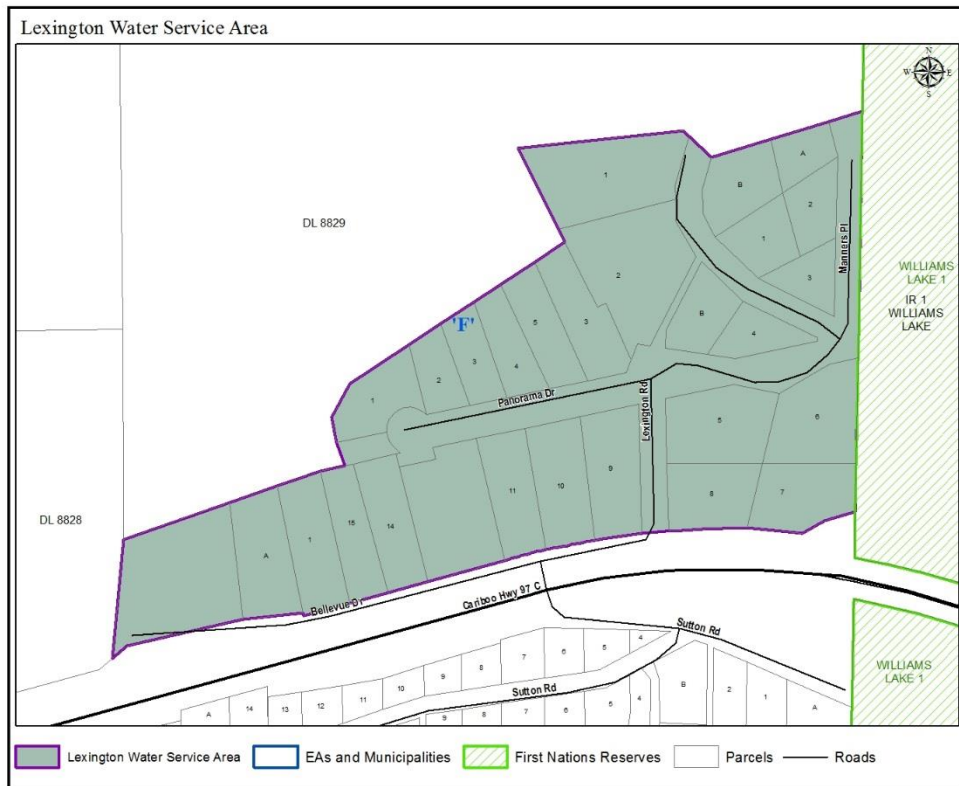 Lexington Water Service Area
N
W E
S
A
1
B
2
DL 8829
1
Manners Pl
WILLIAMS
LAKE 1
2
3
IR 1
WILLIAMS
LAKE
'F'
B
5
3
4
3
4
2
Panorama Dr
Lexington Rd
1
5
6
9
10
11
8
7
DL 8828
14
15
1
A
Bellevue Dr
Cariboo Hwy 97 C
Sutton Rd
4
5
6
7
8
9
10
11
12
13
14
A
Sutton Rd
B
2
1
A
4
5
6
7
8
9
WILLIAMS
LAKE 1
Lexington Water Service Area EAs and Municipalities First Nations Reserves Parcels Roads